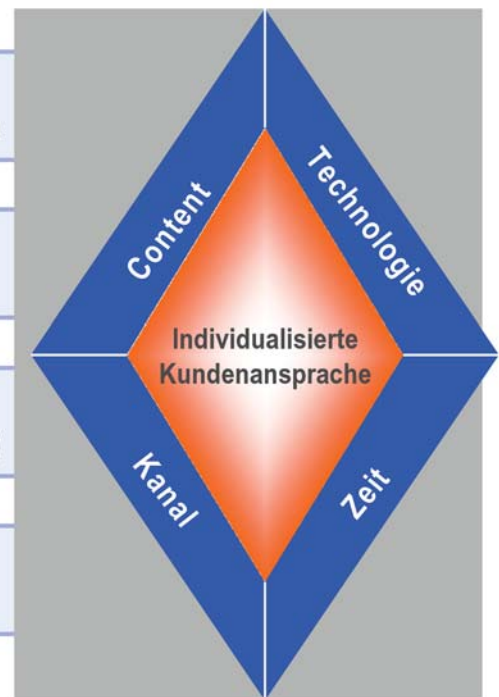 Content
Technologie
Individualisierte
Kundenansprache
Kanal
Zeit